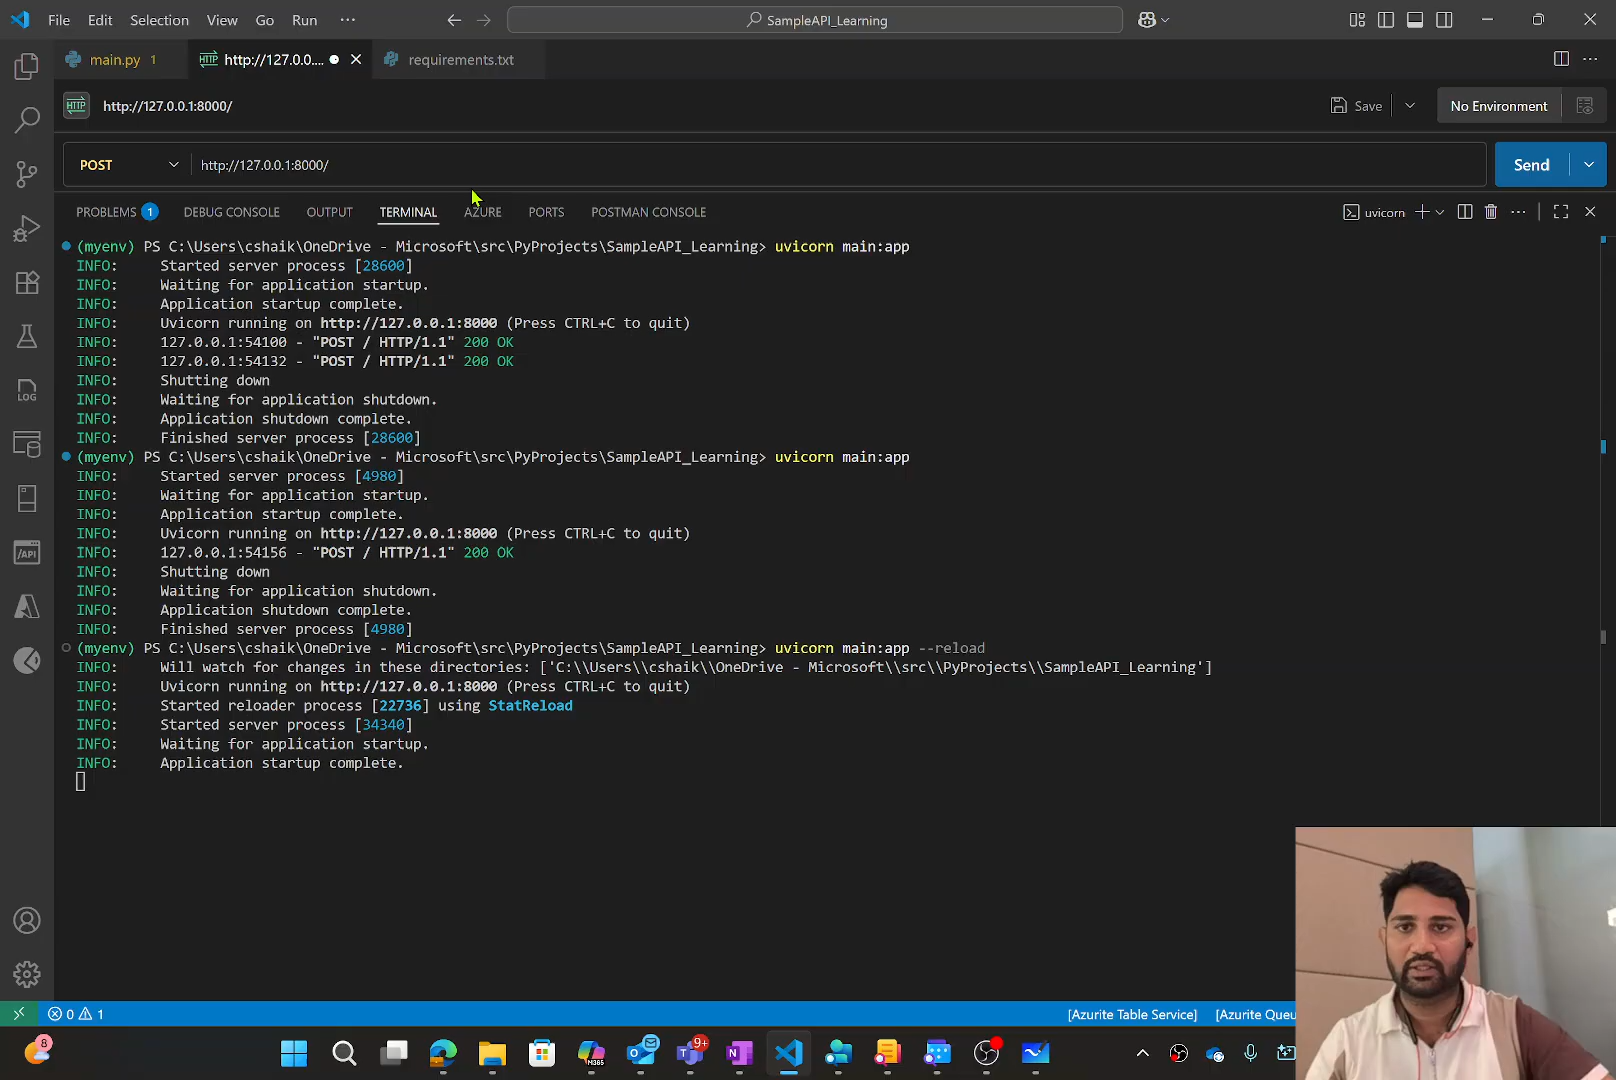 File Edit Selection View Go Run ··· SampleAPI_Learning
main.py 1 HTTP http://127.0.0.... requirements.txt ···
HTTP http://127.0.0.1:8000/ Save No Environment
POST http://127.0.0.1:8000/ Send
PROBLEMS 1 DEBUG CONSOLE OUTPUT TERMINAL AZURE PORTS POSTMAN CONSOLE uvicorn ···
(myenv) PS C:\Users\cshaik\OneDrive - Microsoft\src\PyProjects\SampleAPI_Learning> uvicorn main:app
INFO: Started server process [28600]
INFO: Waiting for application startup.
INFO: Application startup complete.
INFO: Uvicorn running on http://127.0.0.1:8000 (Press CTRL+C to quit)
INFO: 127.0.0.1:54100 - "POST / HTTP/1.1" 200 OK
INFO: 127.0.0.1:54132 - "POST / HTTP/1.1" 200 OK
INFO: Shutting down
INFO: Waiting for application shutdown.
INFO: Application shutdown complete.
INFO: Finished server process [28600]
(myenv) PS C:\Users\cshaik\OneDrive - Microsoft\src\PyProjects\SampleAPI_Learning> uvicorn main:app
INFO: Started server process [4980]
INFO: Waiting for application startup.
INFO: Application startup complete.
INFO: Uvicorn running on http://127.0.0.1:8000 (Press CTRL+C to quit)
INFO: 127.0.0.1:54156 - "POST / HTTP/1.1" 200 OK
INFO: Shutting down
INFO: Waiting for application shutdown.
INFO: Application shutdown complete.
INFO: Finished server process [4980]
(myenv) PS C:\Users\cshaik\OneDrive - Microsoft\src\PyProjects\SampleAPI_Learning> uvicorn main:app --reload
INFO: Will watch for changes in these directories: ['C:\\Users\\cshaik\\OneDrive - Microsoft\\src\\PyProjects\\SampleAPI_Learning']
INFO: Uvicorn running on http://127.0.0.1:8000 (Press CTRL+C to quit)
INFO: Started reloader process [22736] using StatReload
INFO: Started server process [34340]
INFO: Waiting for application startup.
INFO: Application startup complete.
LOG
/API
0 1 [Azurite Table Service] [Azurite Queu
8 M365 9+